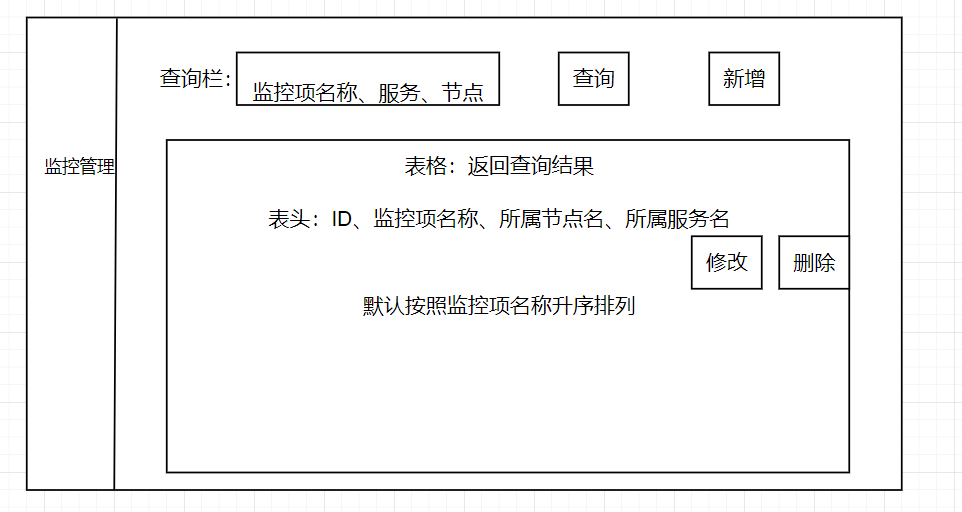 查询栏：
监控项名称、服务、节点
查询
新增
监控管理
表格：返回查询结果
表头：ID、监控项名称、所属节点名、所属服务名
修改
删除
默认按照监控项名称升序排列